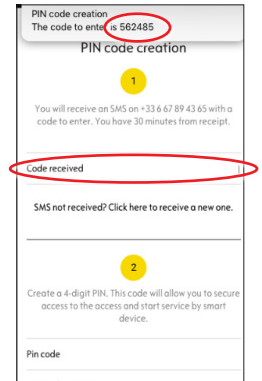 PIN code creation
The code to enter is 562485
PIN code creation
1
You will receive an SMS on +33 6 67 89 43 65 with a
code to enter. You have 30 minutes from receipt.
Code received
SMS not received? Click here to receive a new one.
2
Create a 4-digit PIN. This code will allow you to secure
access to the access and start service by smart
device.
Pin code